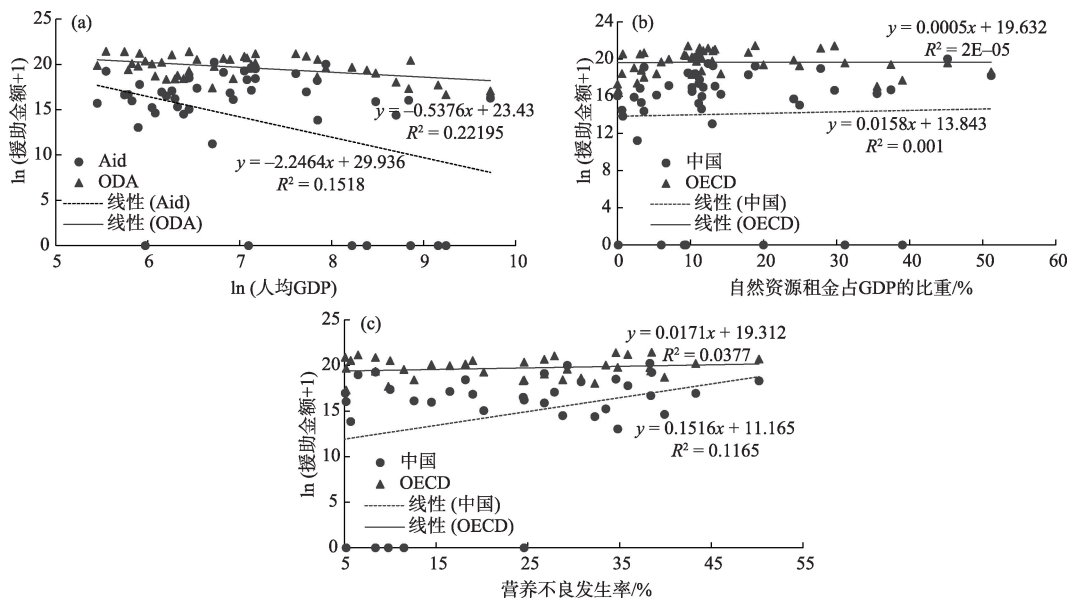 (a)
25
20
15
10
5
0
5
6
7
8
9
10
ln (援助金额+1)
ln (人均GDP)
y = –0.5376x + 23.43
R² = 0.22195
y = –2.2464x + 29.936
R² = 0.1518
Aid
ODA
线性 (Aid)
线性 (ODA)
(b)
24
20
16
12
8
4
0
0
10
20
30
40
50
60
ln (援助金额+1)
自然资源租金占GDP的比重/%
y = 0.0005x + 19.632
R² = 2E–05
y = 0.0158x + 13.843
R² = 0.001
中国
OECD
线性 (中国)
线性 (OECD)
(c)
25
20
15
10
5
0
5
15
25
35
45
55
ln (援助金额+1)
营养不良发生率/%
y = 0.0171x + 19.312
R² = 0.0377
y = 0.1516x + 11.165
R² = 0.1165
中国
OECD
线性 (中国)
线性 (OECD)